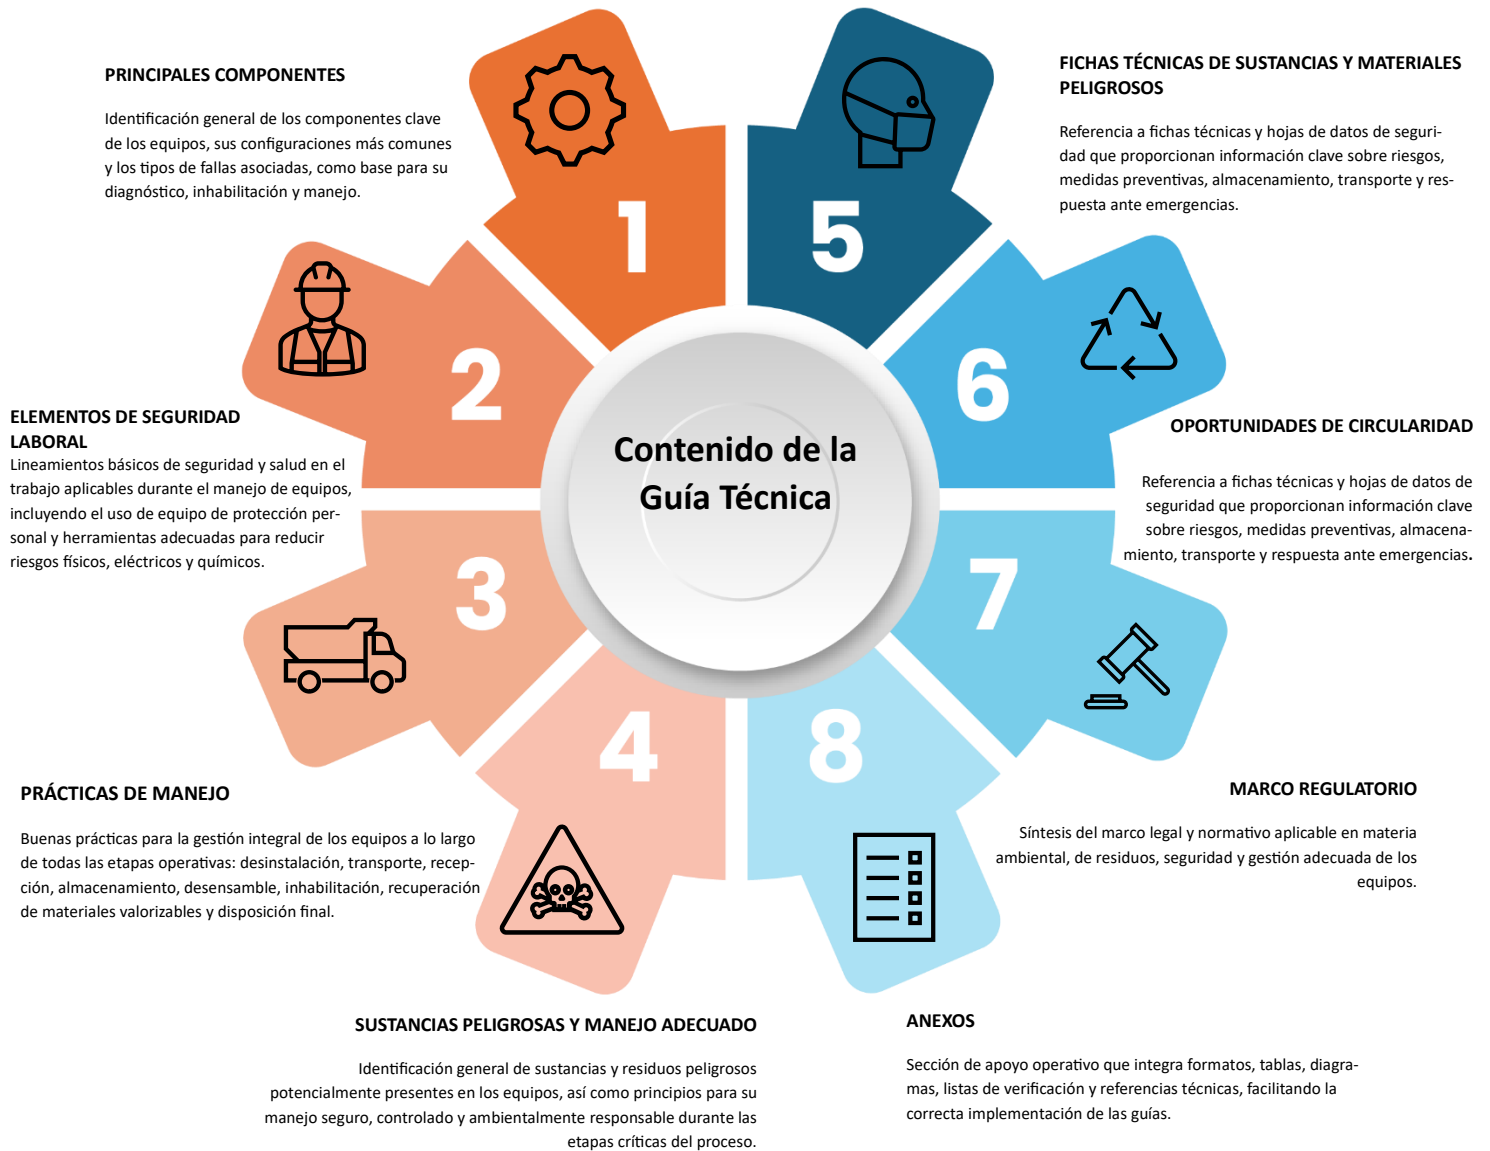 PRINCIPALES COMPONENTES
Identificación general de los componentes clave
de los equipos, sus configuraciones más comunes
y los tipos de fallas asociadas, como base para su
diagnóstico, inhabilitación y manejo.
1
ELEMENTOS DE SEGURIDAD
LABORAL
Lineamientos básicos de seguridad y salud en el
trabajo aplicables durante el manejo de equipos,
incluyendo el uso de equipo de protección per-
sonal y herramientas adecuadas para reducir
riesgos físicos, eléctricos y químicos.
2
3
PRÁCTICAS DE MANEJO
Buenas prácticas para la gestión integral de los equipos a lo largo
de todas las etapas operativas: desinstalación, transporte, recep-
ción, almacenamiento, desensamble, inhabilitación, recuperación
de materiales valorizables y disposición final.
4
SUSTANCIAS PELIGROSAS Y MANEJO ADECUADO
Identificación general de sustancias y residuos peligrosos
potencialmente presentes en los equipos, así como principios para su
manejo seguro, controlado y ambientalmente responsable durante las
etapas críticas del proceso.
Contenido de la
Guía Técnica
5
FICHAS TÉCNICAS DE SUSTANCIAS Y MATERIALES
PELIGROSOS
Referencia a fichas técnicas y hojas de datos de seguri-
dad que proporcionan información clave sobre riesgos,
medidas preventivas, almacenamiento, transporte y res-
puesta ante emergencias.
6
OPORTUNIDADES DE CIRCULARIDAD
Referencia a fichas técnicas y hojas de datos de
seguridad que proporcionan información clave
sobre riesgos, medidas preventivas, almacena-
miento, transporte y respuesta ante emergencias.
7
MARCO REGULATORIO
Síntesis del marco legal y normativo aplicable en materia
ambiental, de residuos, seguridad y gestión adecuada de los
equipos.
8
ANEXOS
Sección de apoyo operativo que integra formatos, tablas, diagra-
mas, listas de verificación y referencias técnicas, facilitando la
correcta implementación de las guías.